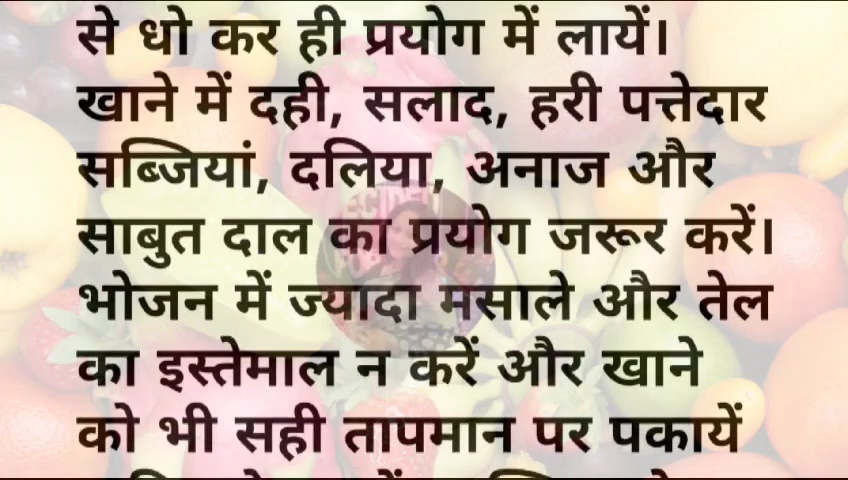 से धो कर ही प्रयोग में लायें।
खाने में दही, सलाद, हरी पत्तेदार
सब्जियां, दलिया, अनाज और
साबुत दाल का प्रयोग जरूर करें।
भोजन में ज्यादा मसाले और तेल
का इस्तेमाल न करें और खाने
को भी सही तापमान पर पकायें